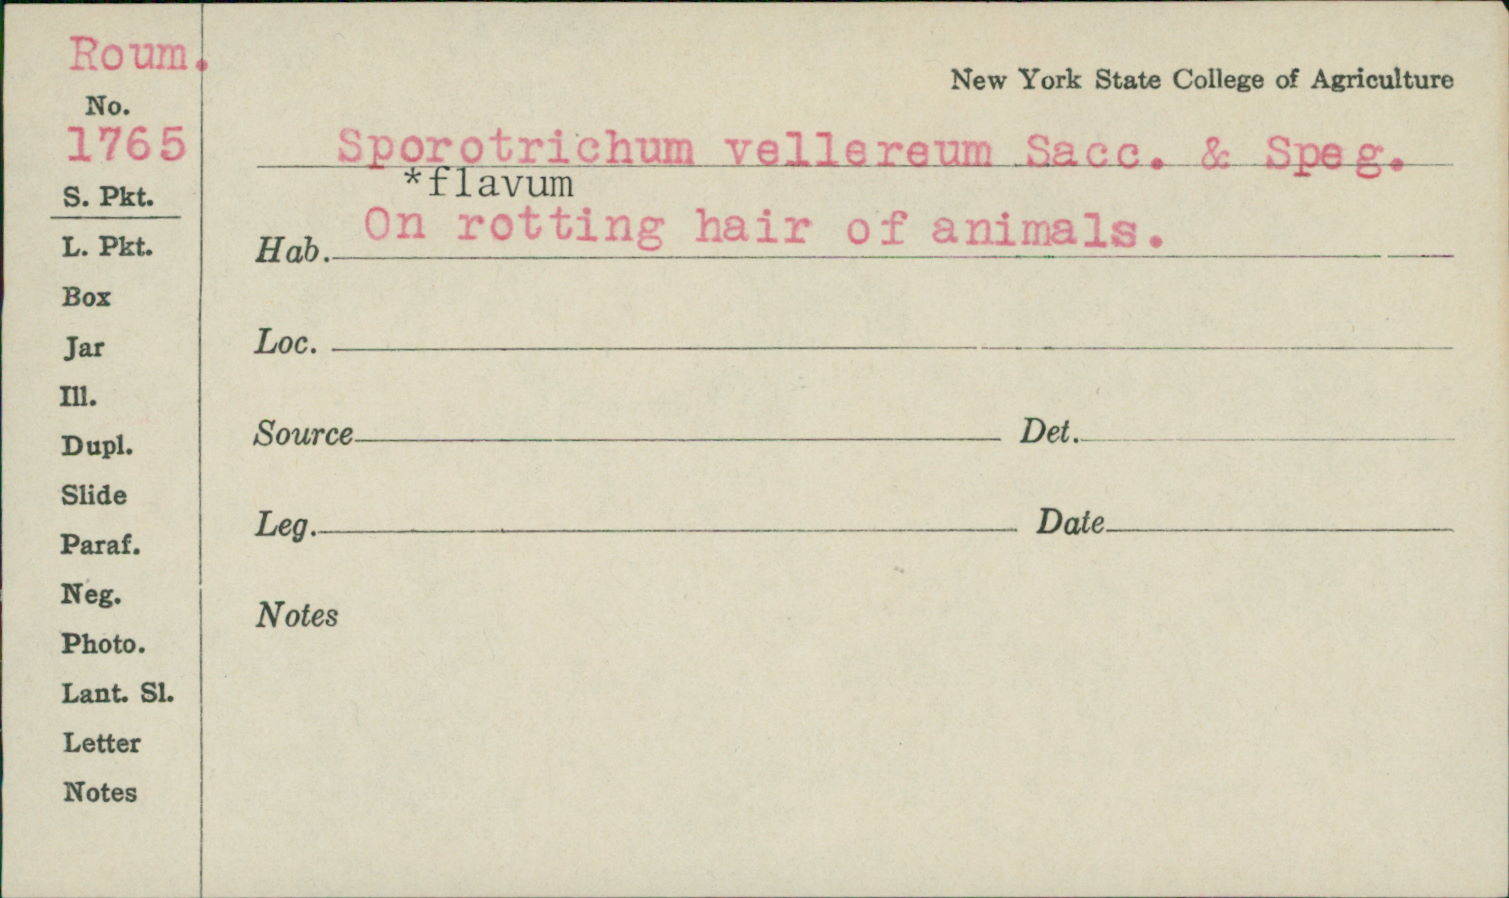 Roum.
No.
1765
S. Pkt.
L. Pkt.
Box
Jar
Ill.
Dupl.
Slide
Paraf.
Neg.
Photo.
Lant. Sl.
Letter
Notes
New York State College of Agriculture
Sporotrichum vellereum Sacc. & Speg.
*flavum
Hab. On rotting hair of animals.
Loc.
Source Det.
Leg. Date
Notes